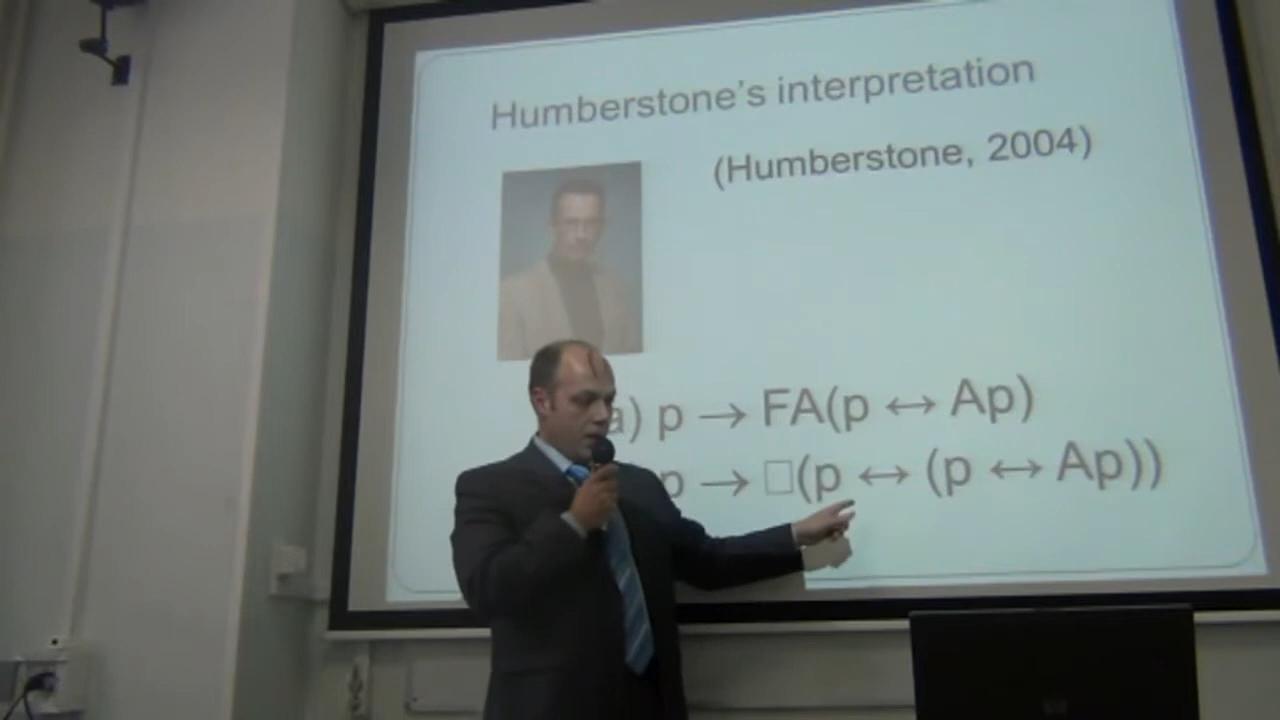 Humberstone's interpretation
(Humberstone, 2004)
a) p → FA(p ↔ Ap)
p → □(p ↔ (p ↔ Ap))